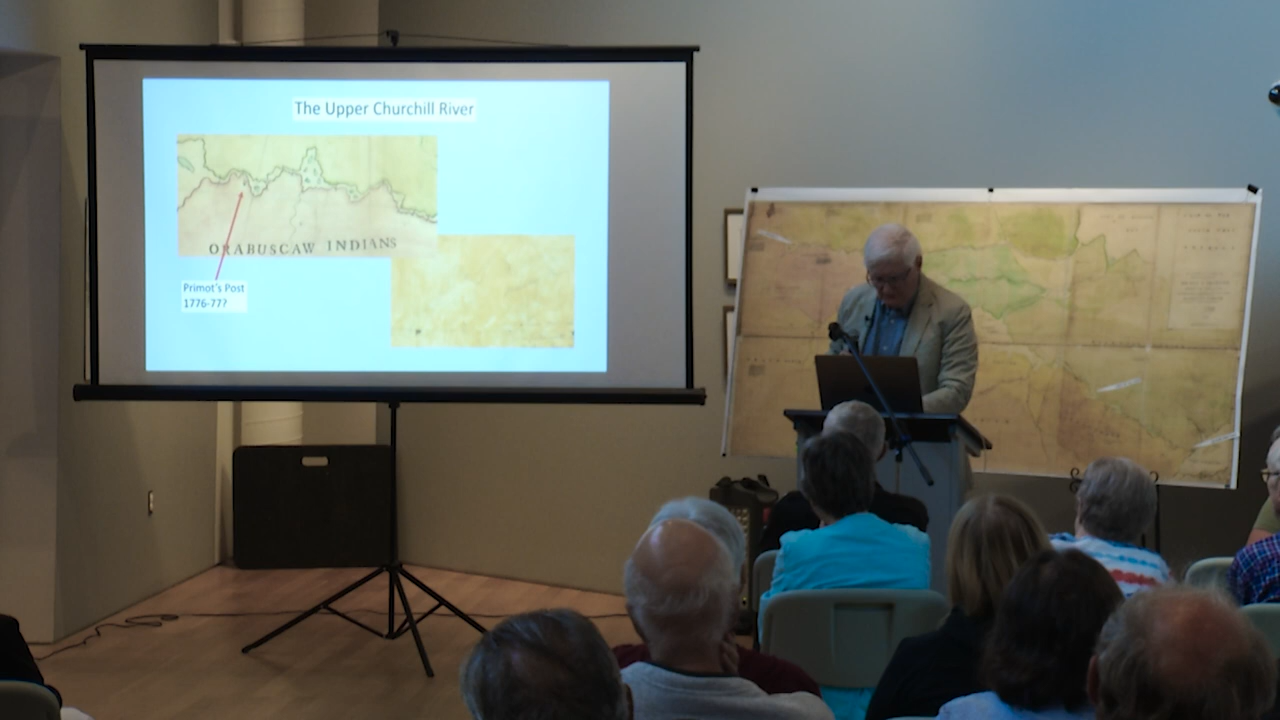 The Upper Churchill River
ORABUSCAW INDIANS
Primot's Post
1776-77?